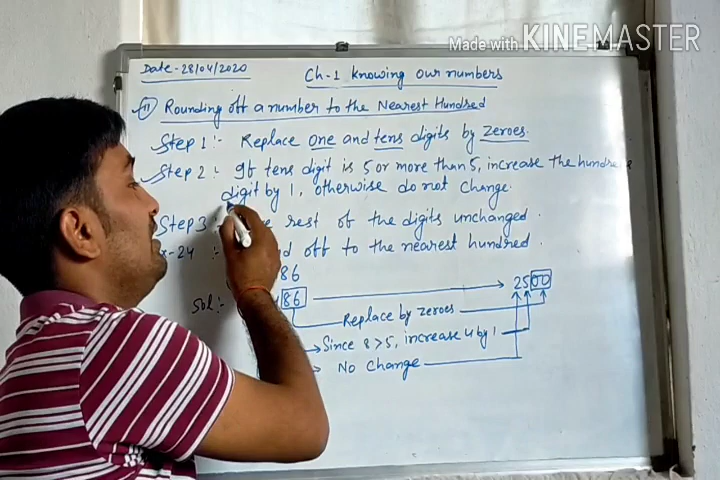 Made with KINEMASTER
Date-28/04/2020
Ch-1 Knowing Our numbers
(ii) Rounding off a number to the Nearest Hundred
Step 1:- Replace one and tens digits by zeroes.
Step 2:- If tens digit is 5 or more than 5, increase the
digit by 1, otherwise do not change.
Step 3 rest of the digits unchanged.
24 :- off to the nearest hundred.
86
Sol:- 86 2500
Replace by zeroes
Since 8 > 5, increase 4 by 1
No change